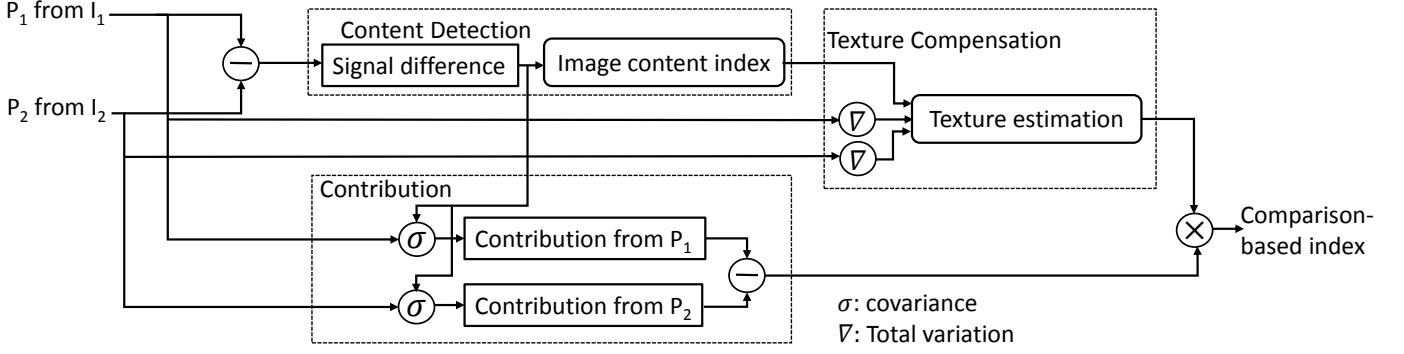 P₁ from I₁
Content Detection
Signal difference
Image content index
Texture Compensation
P₂ from I₂
∇
Texture estimation
∇
Contribution
σ
Contribution from P₁
σ
Contribution from P₂
Comparison-
based index
σ: covariance
∇: Total variation